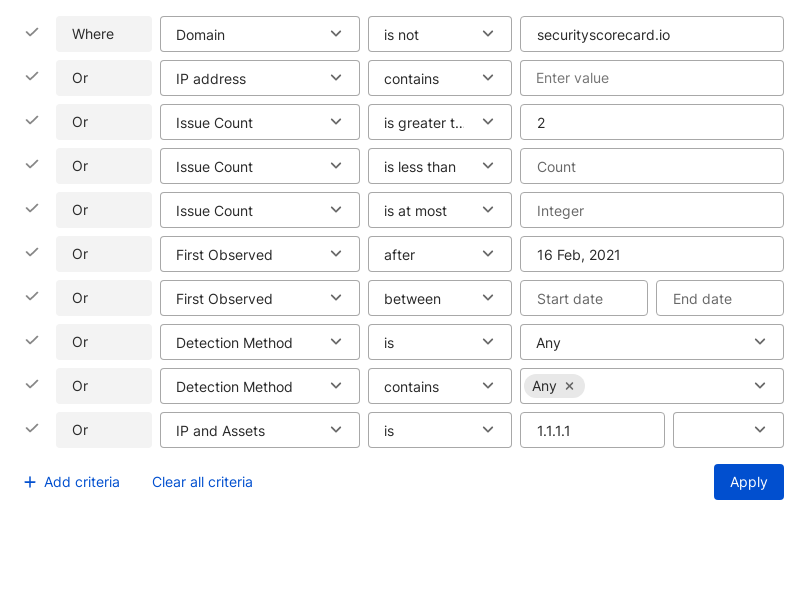 Where Domain is not securityscorecard.io
Or IP address contains Enter value
Or Issue Count is greater t... 2
Or Issue Count is less than Count
Or Issue Count is at most Integer
Or First Observed after 16 Feb, 2021
Or First Observed between Start date End date
Or Detection Method is Any
Or Detection Method contains Any
Or IP and Assets is 1.1.1.1
Add criteria Clear all criteria Apply